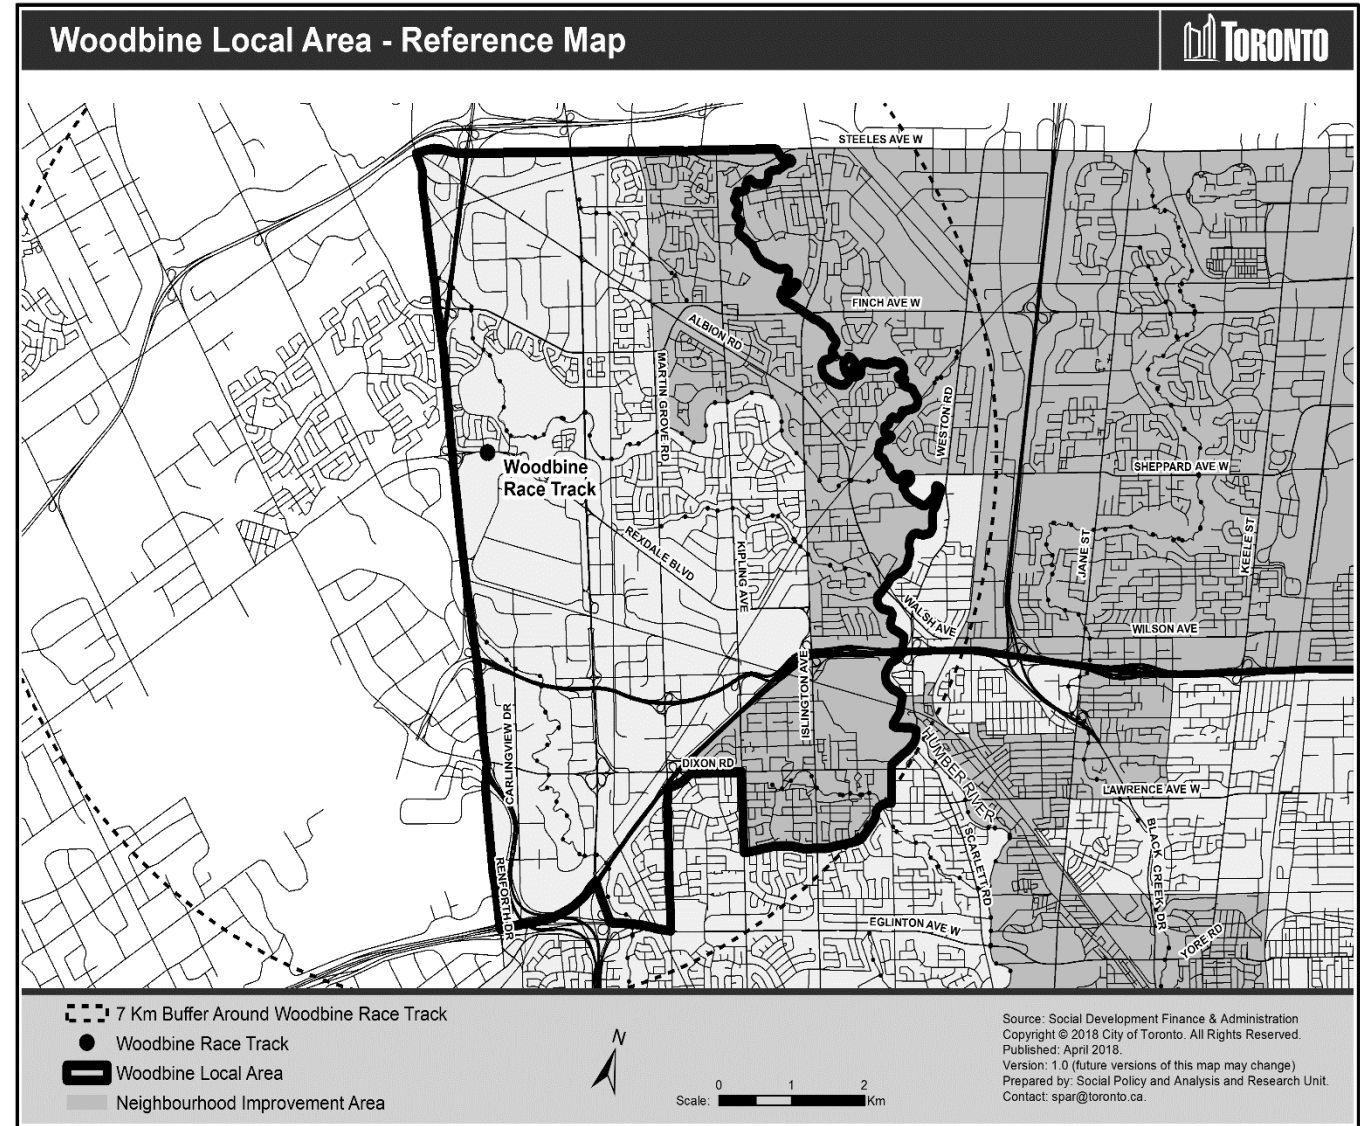 Woodbine Local Area - Reference Map
TORONTO
STEELES AVE W
FINCH AVE W
ALBION RD
MARTIN GROVE RD
WESTON RD
Woodbine
Race Track
SHEPPARD AVE W
REXDALE BLVD
KIPLING AVE
JANE ST
KEELE ST
WALSH AVE
WILSON AVE
ISLINGTON AVE
CARLINGVIEW DR
DIXON RD
HUMBER RIVER
LAWRENCE AVE W
SCARLETT RD
BLACK CREEK DR
RENFORTH DR
EGLINTON AVE W
YORE RD
7 Km Buffer Around Woodbine Race Track
Woodbine Race Track
Woodbine Local Area
Neighbourhood Improvement Area
N
Scale:
0 1 2
Km
Source: Social Development Finance & Administration
Copyright © 2018 City of Toronto. All Rights Reserved.
Published: April 2018.
Version: 1.0 (future versions of this map may change)
Prepared by: Social Policy and Analysis and Research Unit.
Contact: spar@toronto.ca.